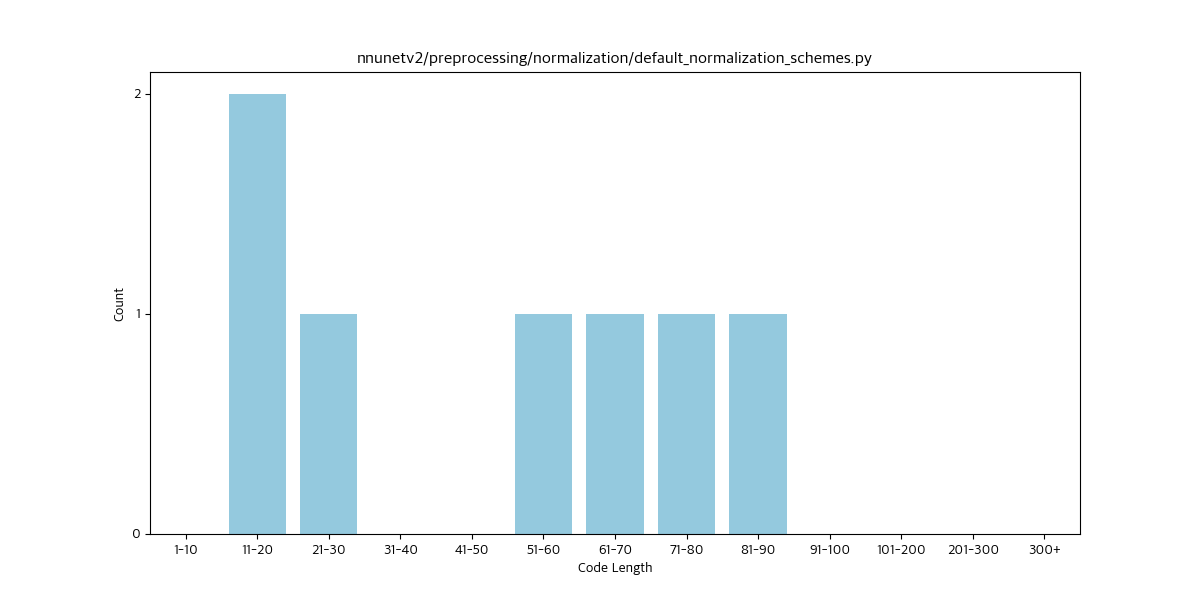 nnunetv2/preprocessing/normalization/default_normalization_schemes.py
2
1
0
Count
1-10 11-20 21-30 31-40 41-50 51-60 61-70 71-80 81-90 91-100 101-200 201-300 300+
Code Length